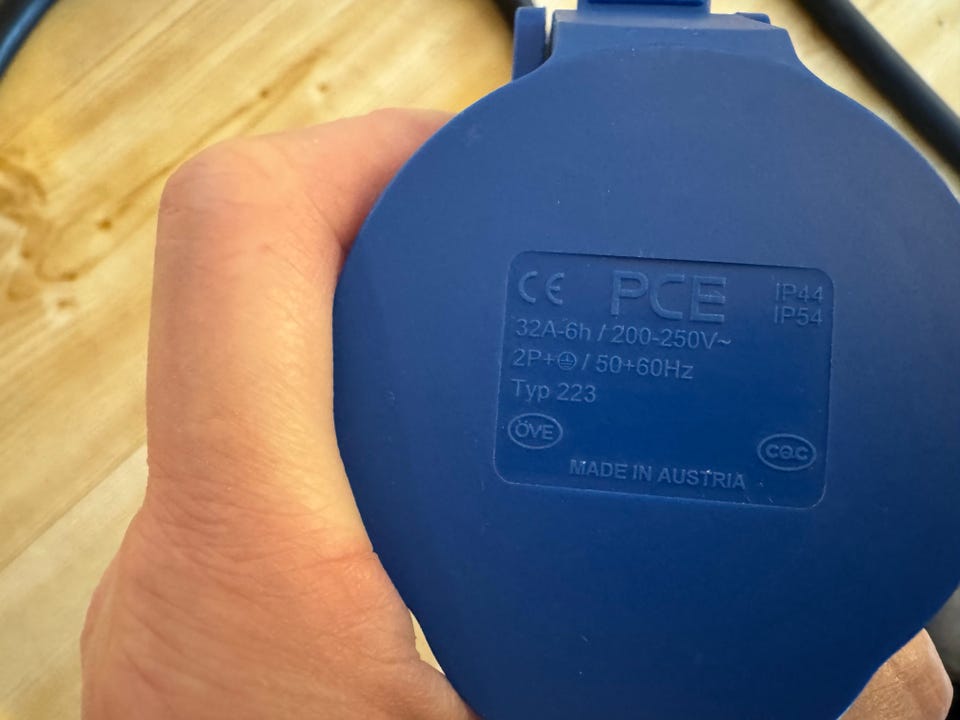 CE PCE IP44
IP54
32A-6h / 200-250V~
2P+⏚ / 50+60Hz
Typ 223
ÖVE
CQC
MADE IN AUSTRIA